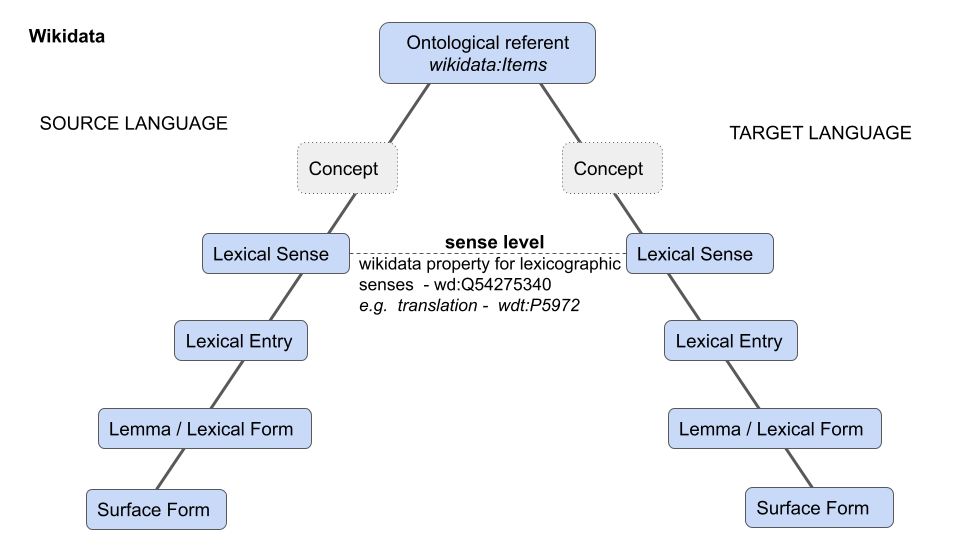 Wikidata
Ontological referent
wikidata:Items
SOURCE LANGUAGE
TARGET LANGUAGE
Concept
Concept
Lexical Sense
sense level
Lexical Sense
wikidata property for lexicographic
senses - wd:Q54275340
e.g. translation - wdt:P5972
Lexical Entry
Lexical Entry
Lemma / Lexical Form
Lemma / Lexical Form
Surface Form
Surface Form